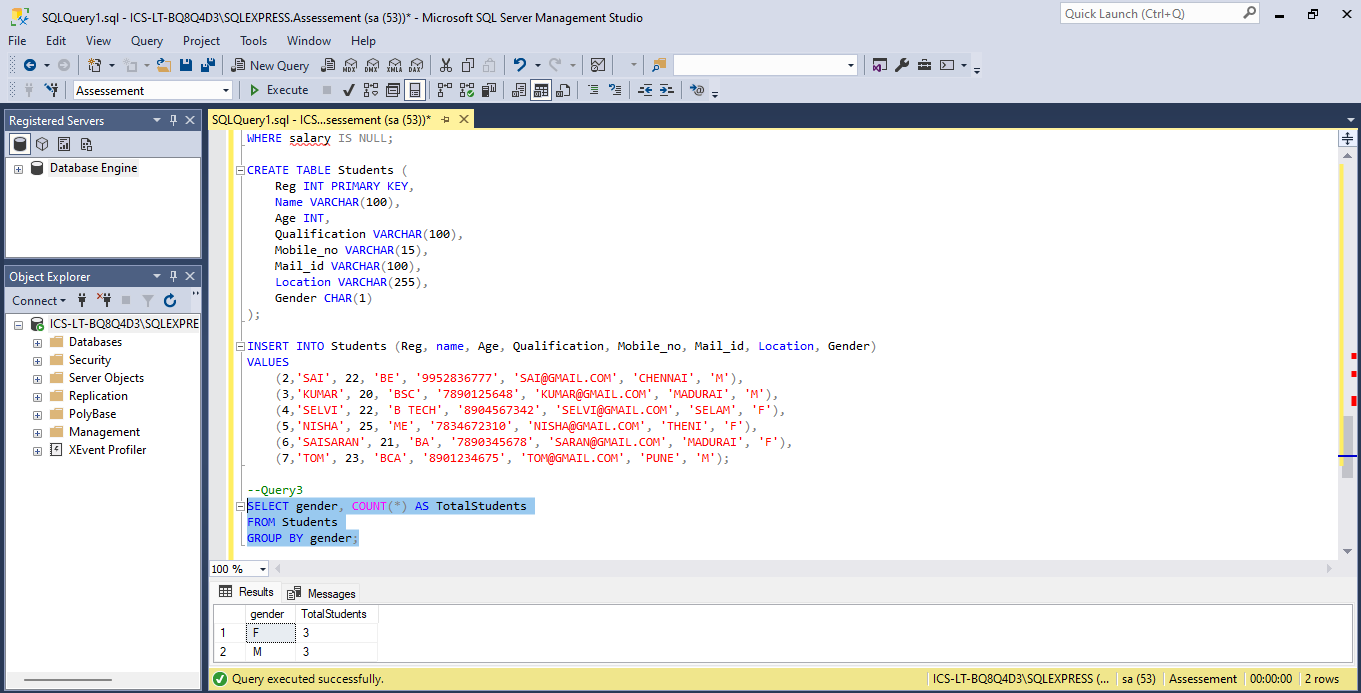 SQLQuery1.sql - ICS-LT-BQ8Q4D3\SQLEXPRESS.Assessement (sa (53))* - Microsoft SQL Server Management Studio
Quick Launch (Ctrl+Q)
File Edit View Query Project Tools Window Help
New Query MDX DMX XMLA DAX
Assessement Execute
Registered Servers
Database Engine
Object Explorer
Connect
ICS-LT-BQ8Q4D3\SQLEXPRE
Databases
Security
Server Objects
Replication
PolyBase
Management
XEvent Profiler
SQLQuery1.sql - ICS...sessement (sa (53))*
WHERE salary IS NULL;
CREATE TABLE Students (
Reg INT PRIMARY KEY,
Name VARCHAR(100),
Age INT,
Qualification VARCHAR(100),
Mobile_no VARCHAR(15),
Mail_id VARCHAR(100),
Location VARCHAR(255),
Gender CHAR(1)
);
INSERT INTO Students (Reg, name, Age, Qualification, Mobile_no, Mail_id, Location, Gender)
VALUES
(2,'SAI', 22, 'BE', '9952836777', 'SAI@GMAIL.COM', 'CHENNAI', 'M'),
(3,'KUMAR', 20, 'BSC', '7890125648', 'KUMAR@GMAIL.COM', 'MADURAI', 'M'),
(4,'SELVI', 22, 'B TECH', '8904567342', 'SELVI@GMAIL.COM', 'SELAM', 'F'),
(5,'NISHA', 25, 'ME', '7834672310', 'NISHA@GMAIL.COM', 'THENI', 'F'),
(6,'SAISARAN', 21, 'BA', '7890345678', 'SARAN@GMAIL.COM', 'MADURAI', 'F'),
(7,'TOM', 23, 'BCA', '8901234675', 'TOM@GMAIL.COM', 'PUNE', 'M');
--Query3
SELECT gender, COUNT(*) AS TotalStudents
FROM Students
GROUP BY gender;
100 %
Results Messages
gender TotalStudents
1 F 3
2 M 3
Query executed successfully. ICS-LT-BQ8Q4D3\SQLEXPRESS (... sa (53) Assessement 00:00:00 2 rows